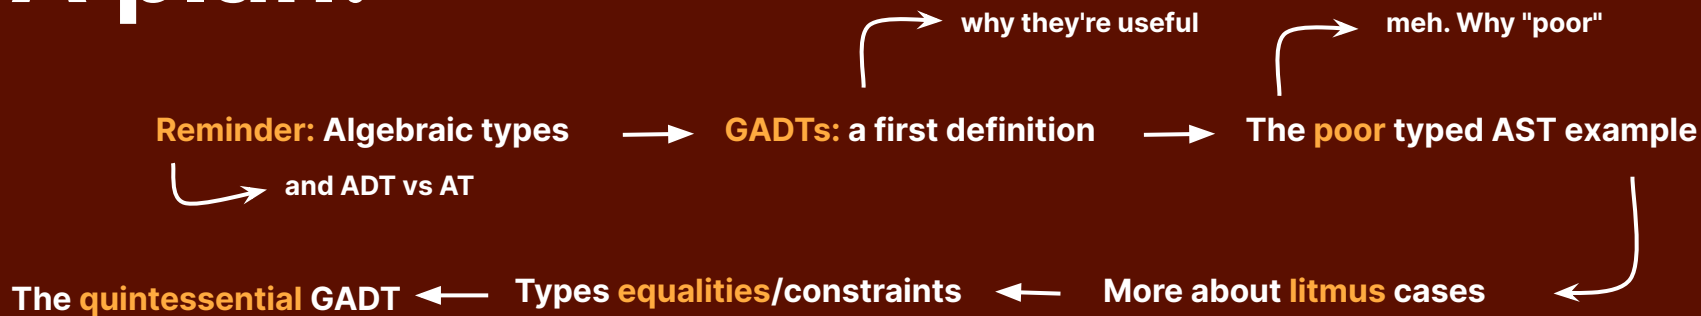 why they're useful
meh. Why "poor"
Reminder: Algebraic types
GADTs: a first definition
The poor typed AST example
and ADT vs AT
More about litmus cases
Types equalities/constraints
The quintessential GADT